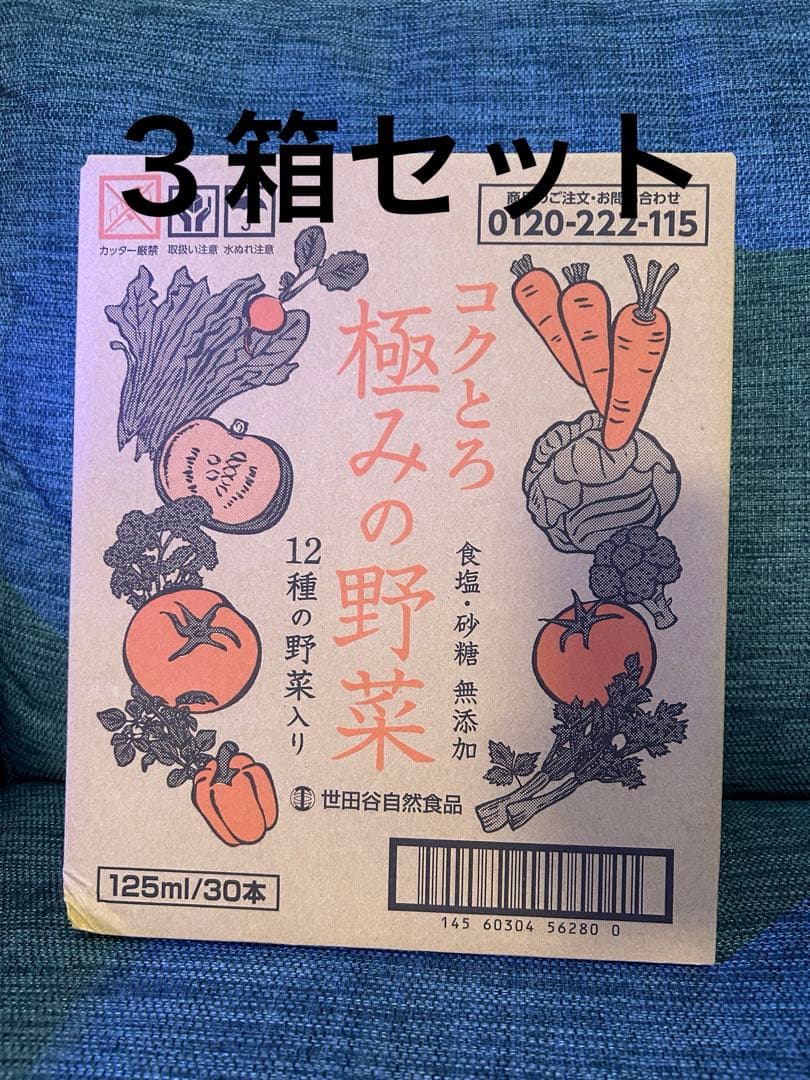 ３箱セット
カッター厳禁 取扱い注意 水ぬれ注意
商品のご注文・お問い合わせ
0120-222-115
コクとろ
極みの野菜
食塩・砂糖 無添加
12種の野菜入り
世田谷自然食品
125ml/30本
145 60304 56280 0